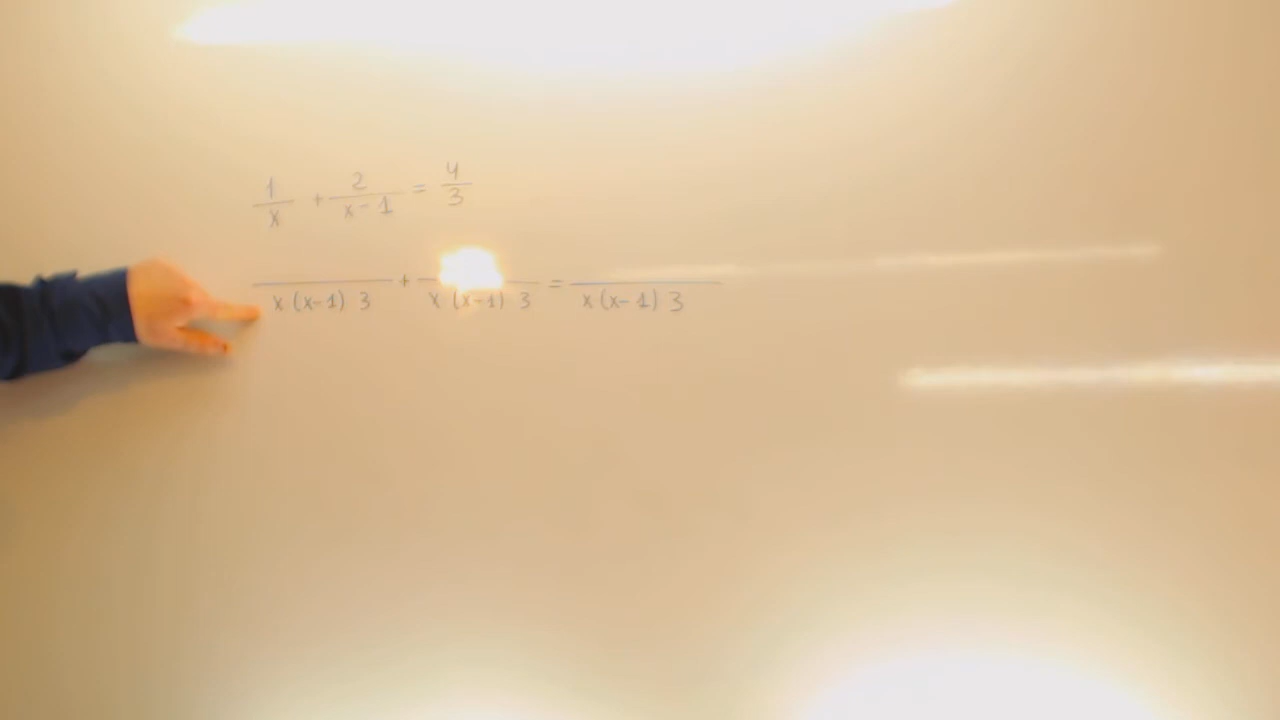 1/x + 2/(x-1) = 4/3
/(x(x-1) 3) + /(x(x-1) 3) = /(x(x-1) 3)